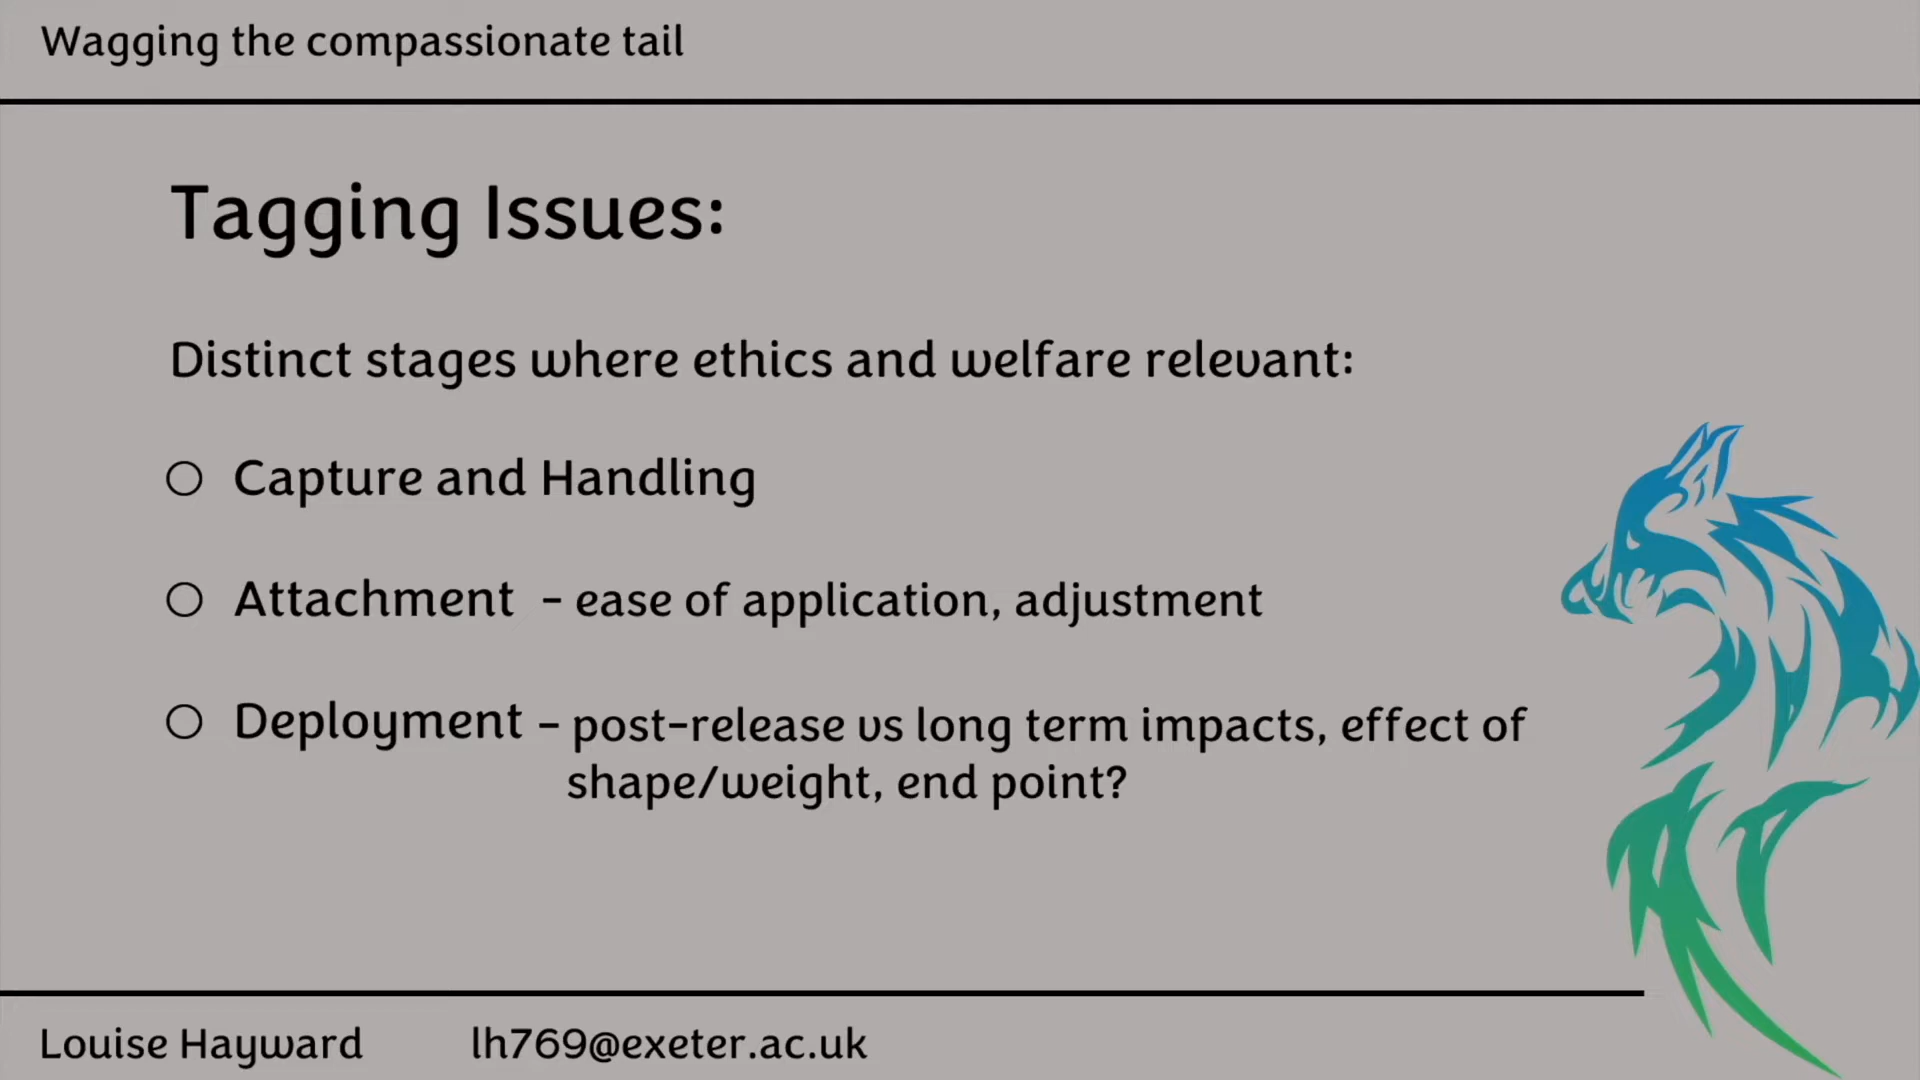 Wagging the compassionate tail
Tagging Issues:
Distinct stages where ethics and welfare relevant:
○ Capture and Handling
○ Attachment - ease of application, adjustment
○ Deployment - post-release vs long term impacts, effect of
shape/weight, end point?
Louise Hayward lh769@exeter.ac.uk